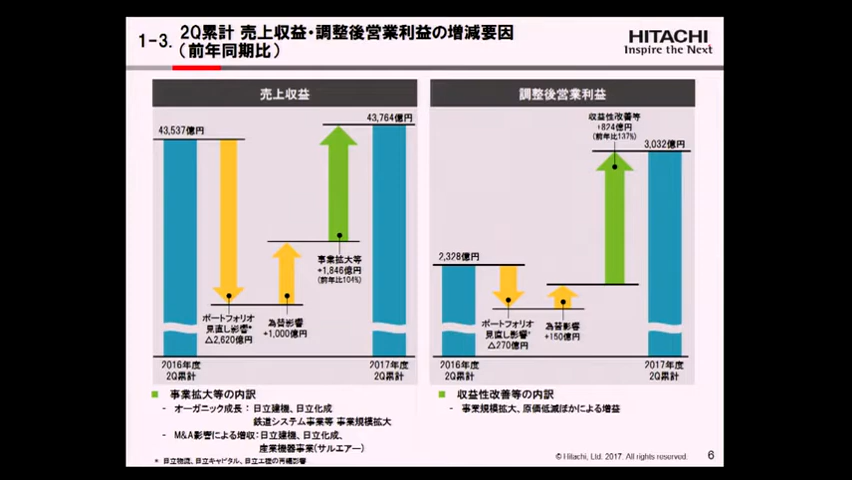 1-3. 2Q累計 売上収益・調整後営業利益の増減要因
（前年同期比）
HITACHI
Inspire the Next
売上収益
43,537億円
43,764億円
事業拡大等
+1,846億円
(前年比104%)
ポートフォリオ
見直し影響*
△2,620億円
為替影響
+1,000億円
2016年度
2Q累計
2017年度
2Q累計
調整後営業利益
収益性改善等
+824億円
(前年比137%)
3,032億円
2,328億円
ポートフォリオ
見直し影響*
△270億円
為替影響
+150億円
2016年度
2Q累計
2017年度
2Q累計
■ 事業拡大等の内訳
- オーガニック成長： 日立建機、日立化成
鉄道システム事業等 事業規模拡大
- M&A影響による増収：日立建機、日立化成、
産業機器事業(サルエアー)
* 日立物流、日立キャピタル、日立工機の再編影響
■ 収益性改善等の内訳
- 事業規模拡大、原価低減ほかによる増益
© Hitachi, Ltd. 2017. All rights reserved.
6